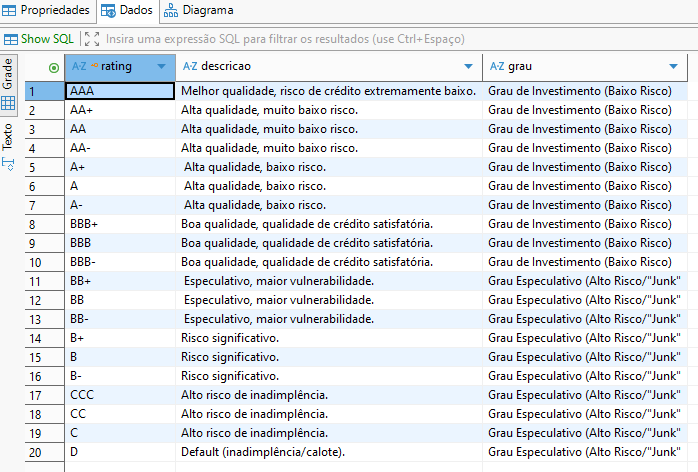 Propriedades Dados Diagrama
Show SQL Insira uma expressão SQL para filtrar os resultados (use Ctrl+Espaço)
Grade
Texto
A-Z rating A-Z descricao A-Z grau
1 AAA Melhor qualidade, risco de crédito extremamente baixo. Grau de Investimento (Baixo Risco)
2 AA+ Alta qualidade, muito baixo risco. Grau de Investimento (Baixo Risco)
3 AA Alta qualidade, muito baixo risco. Grau de Investimento (Baixo Risco)
4 AA- Alta qualidade, muito baixo risco. Grau de Investimento (Baixo Risco)
5 A+ Alta qualidade, baixo risco. Grau de Investimento (Baixo Risco)
6 A Alta qualidade, baixo risco. Grau de Investimento (Baixo Risco)
7 A- Alta qualidade, baixo risco. Grau de Investimento (Baixo Risco)
8 BBB+ Boa qualidade, qualidade de crédito satisfatória. Grau de Investimento (Baixo Risco)
9 BBB Boa qualidade, qualidade de crédito satisfatória. Grau de Investimento (Baixo Risco)
10 BBB- Boa qualidade, qualidade de crédito satisfatória. Grau de Investimento (Baixo Risco)
11 BB+ Especulativo, maior vulnerabilidade. Grau Especulativo (Alto Risco/"Junk"
12 BB Especulativo, maior vulnerabilidade. Grau Especulativo (Alto Risco/"Junk"
13 BB- Especulativo, maior vulnerabilidade. Grau Especulativo (Alto Risco/"Junk"
14 B+ Risco significativo. Grau Especulativo (Alto Risco/"Junk"
15 B Risco significativo. Grau Especulativo (Alto Risco/"Junk"
16 B- Risco significativo. Grau Especulativo (Alto Risco/"Junk"
17 CCC Alto risco de inadimplência. Grau Especulativo (Alto Risco/"Junk"
18 CC Alto risco de inadimplência. Grau Especulativo (Alto Risco/"Junk"
19 C Alto risco de inadimplência. Grau Especulativo (Alto Risco/"Junk"
20 D Default (inadimplência/calote). Grau Especulativo (Alto Risco/"Junk"